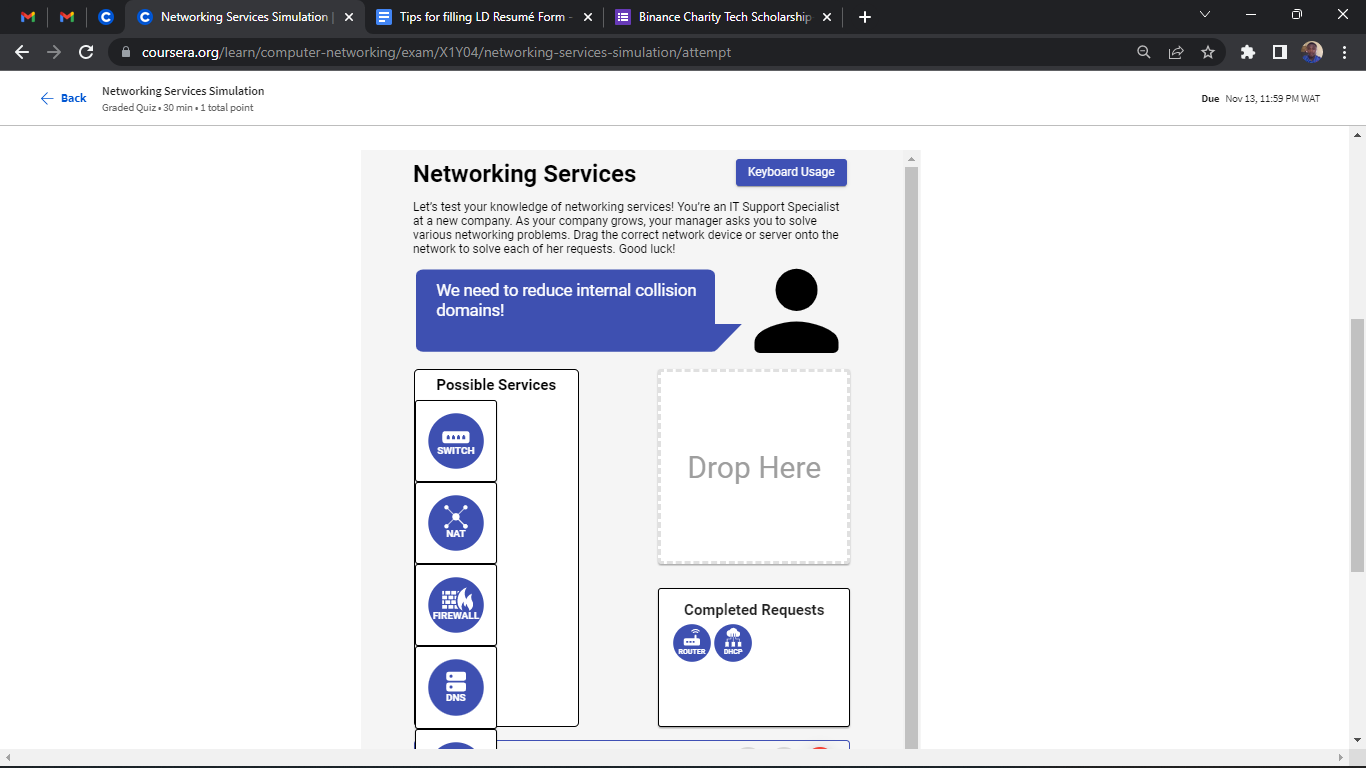 Networking Services Simulation |
Tips for filling LD Resumé Form -
Binance Charity Tech Scholarship
coursera.org/learn/computer-networking/exam/X1Y04/networking-services-simulation/attempt
Back
Networking Services Simulation
Graded Quiz • 30 min • 1 total point
Due Nov 13, 11:59 PM WAT
Networking Services
Keyboard Usage
Let's test your knowledge of networking services! You're an IT Support Specialist
at a new company. As your company grows, your manager asks you to solve
various networking problems. Drag the correct network device or server onto the
network to solve each of her requests. Good luck!
We need to reduce internal collision
domains!
Possible Services
SWITCH
NAT
FIREWALL
DNS
Drop Here
Completed Requests
ROUTER
DHCP